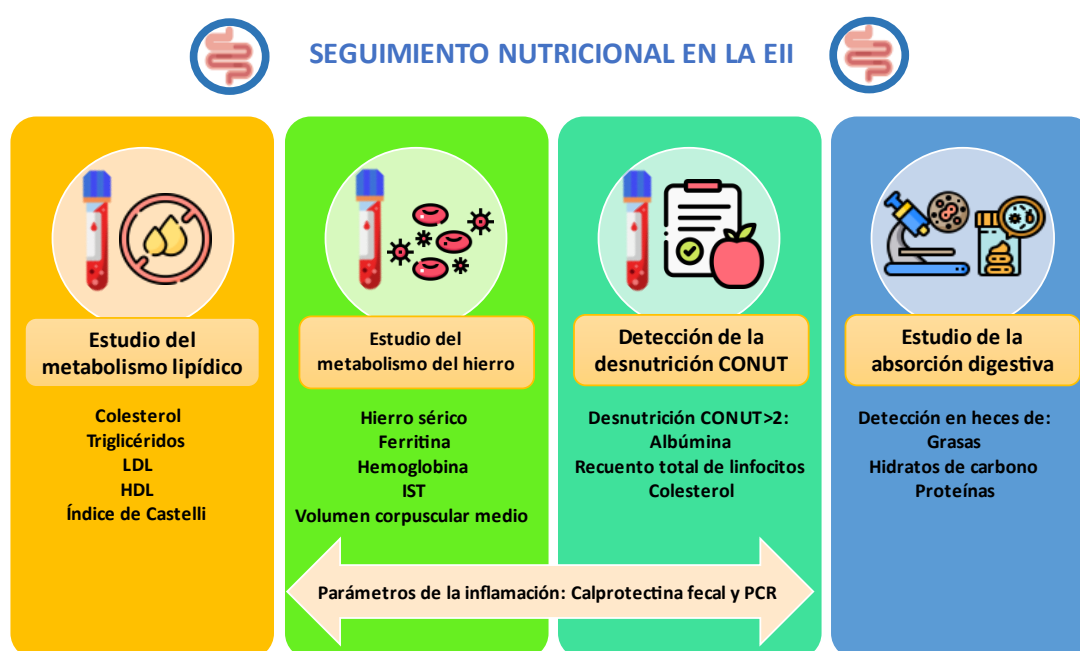 SEGUIMIENTO NUTRICIONAL EN LA EII
Estudio del
metabolismo lipídico
Colesterol
Triglicéridos
LDL
HDL
Índice de Castelli
Estudio del
metabolismo del hierro
Hierro sérico
Ferritina
Hemoglobina
IST
Volumen corpuscular medio
Detección de la
desnutrición CONUT
Desnutrición CONUT>2:
Albúmina
Recuento total de linfocitos
Colesterol
Estudio de la
absorción digestiva
Detección en heces de:
Grasas
Hidratos de carbono
Proteínas
Parámetros de la inflamación: Calprotectina fecal y PCR